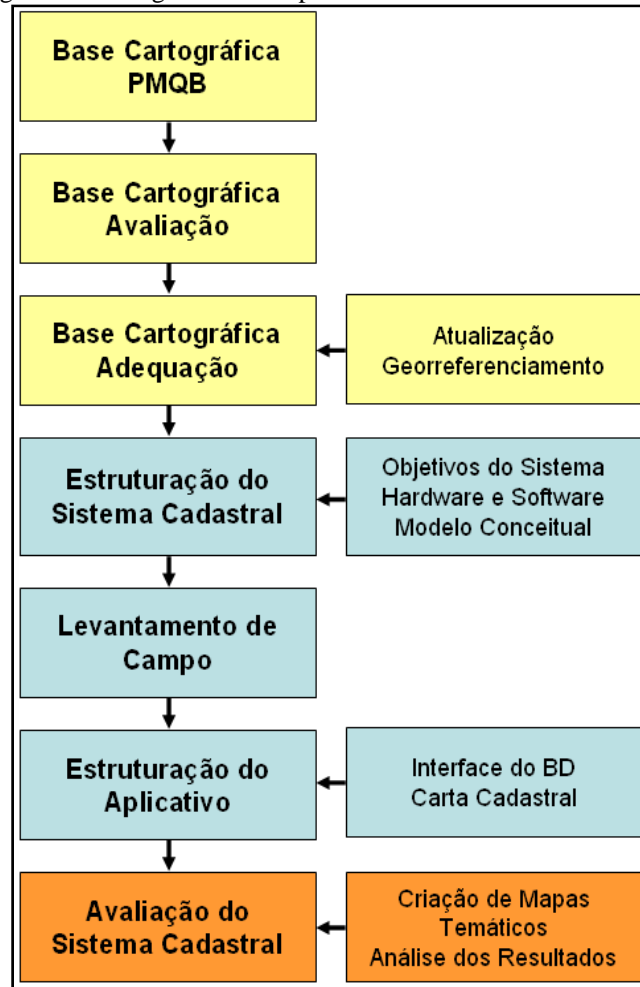 Base Cartográfica
PMQB
Base Cartográfica
Avaliação
Base Cartográfica
Adequação
Atualização
Georreferenciamento
Estruturação do
Sistema Cadastral
Objetivos do Sistema
Hardware e Software
Modelo Conceitual
Levantamento de
Campo
Estruturação do
Aplicativo
Interface do BD
Carta Cadastral
Avaliação do
Sistema Cadastral
Criação de Mapas
Temáticos
Análise dos Resultados